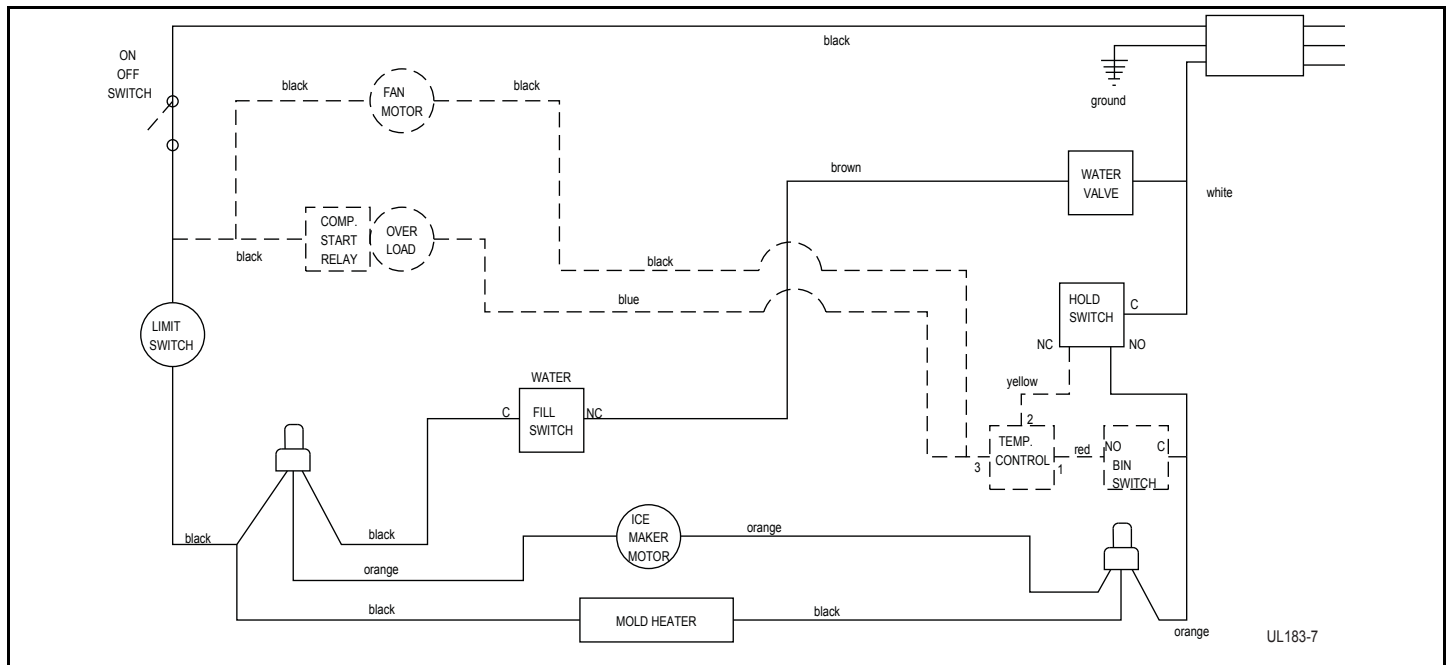 black
ON
OFF
SWITCH
ground
black
FAN
MOTOR
black
brown
WATER
VALVE
white
COMP.
START
RELAY
OVER
LOAD
black
black
blue
HOLD
SWITCH
C
NC
NO
LIMIT
SWITCH
yellow
WATER
C
FILL
SWITCH
NC
2
TEMP.
CONTROL
3
1
red
NO
C
BIN
SWITCH
black
black
orange
ICE
MAKER
MOTOR
orange
black
MOLD HEATER
black
orange
UL183-7